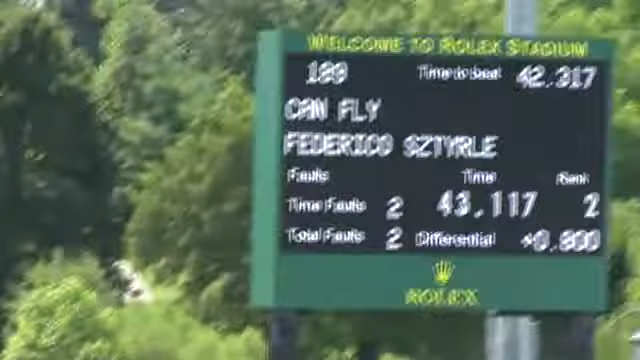 WELCOME TO ROLEX STADIUM
189 Time to beat 42.317
CAN FLY
FEDERICO SZTYRLE
Faults Time Rank
Time Faults 2 43.117 2
Total Faults 2 Differential +0.800
ROLEX